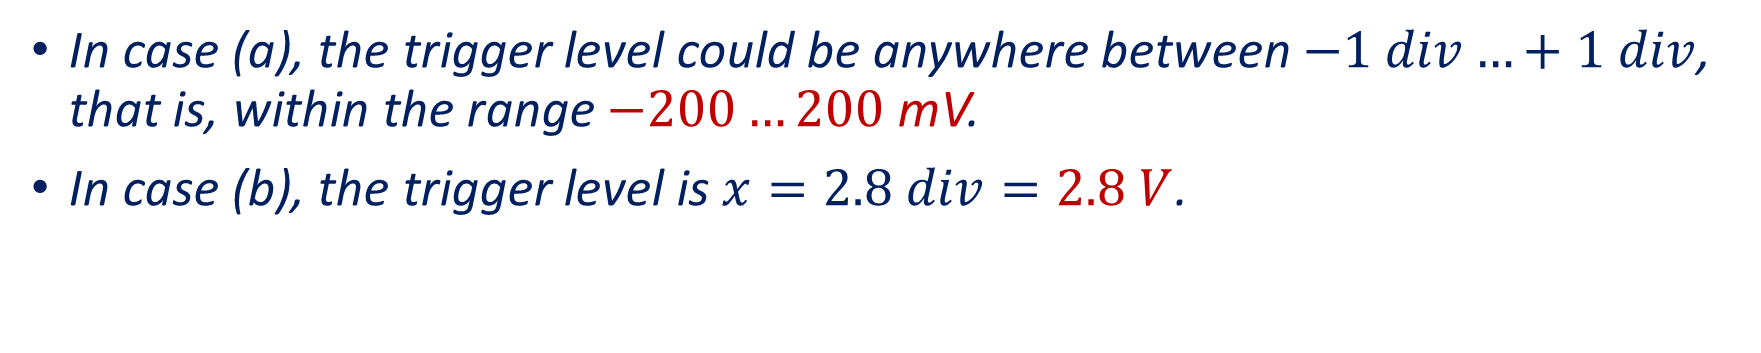 • In case (a), the trigger level could be anywhere between −1 div … + 1 div,
that is, within the range −200 … 200 mV.
• In case (b), the trigger level is x = 2.8 div = 2.8 V.